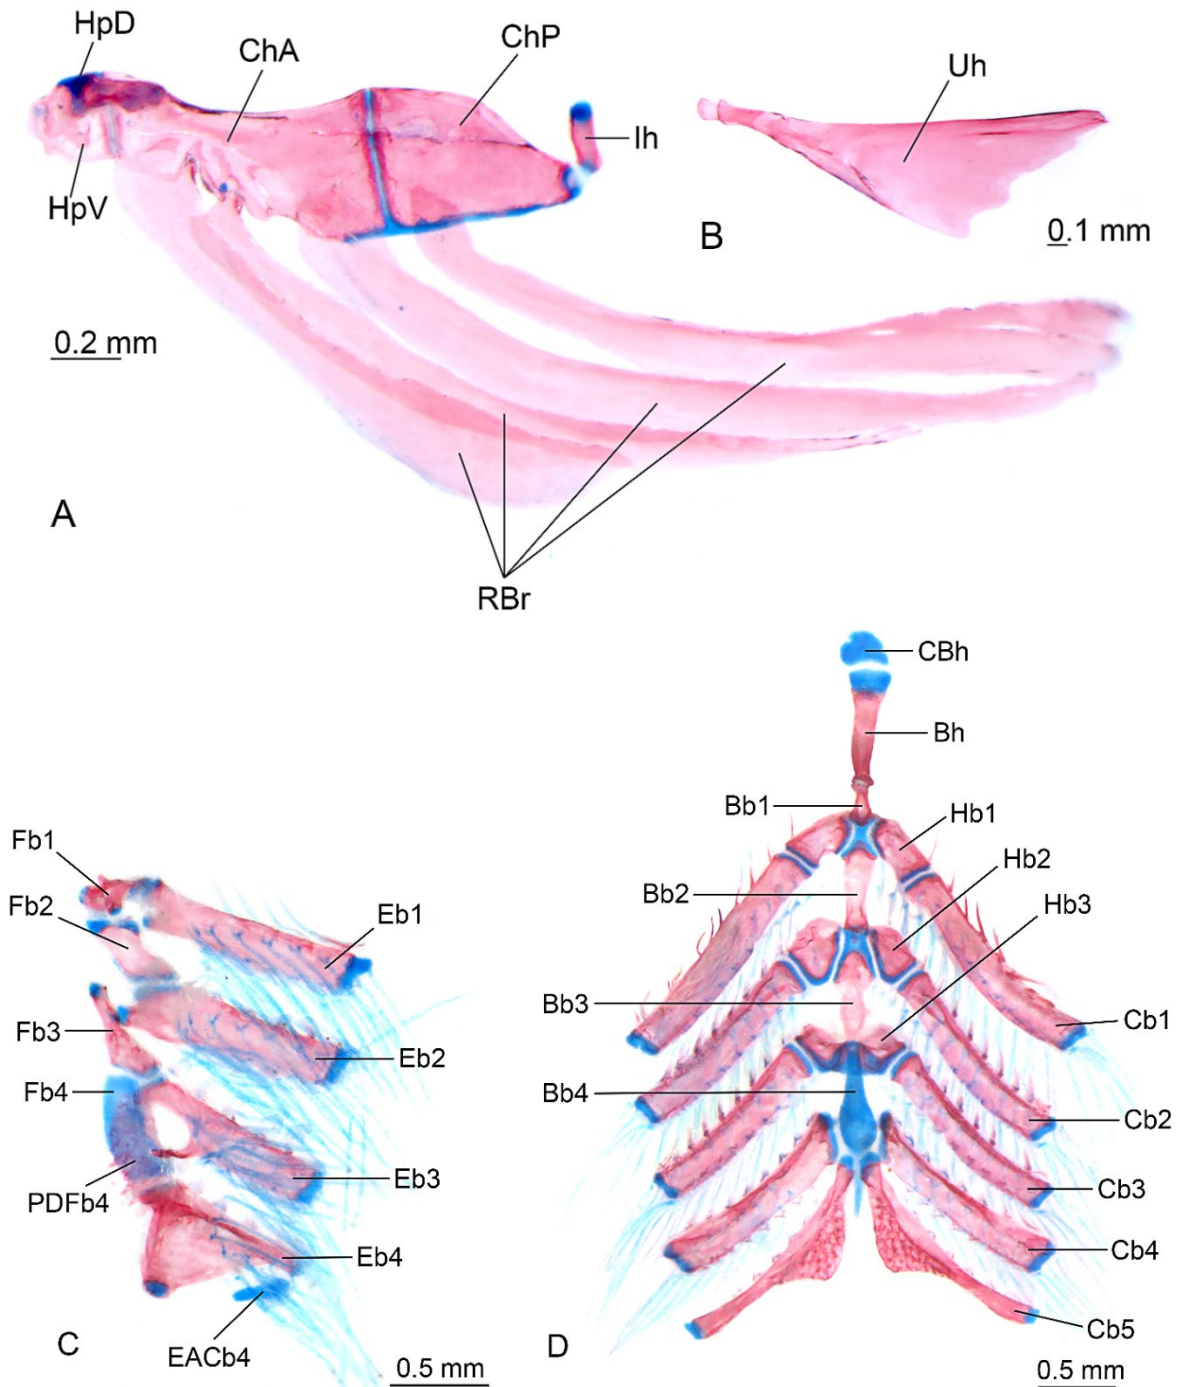 HpD
ChA
ChP
Uh
Ih
HpV
B
0.1 mm
0.2 mm
A
RBr
CBh
Bh
Bb1
Hb1
Fb1
Hb2
Fb2
Bb2
Hb3
Eb1
Bb3
Cb1
Fb3
Eb2
Fb4
Bb4
Cb2
Eb3
Cb3
PDFb4
Eb4
Cb4
Cb5
C
EACb4
D
0.5 mm
0.5 mm